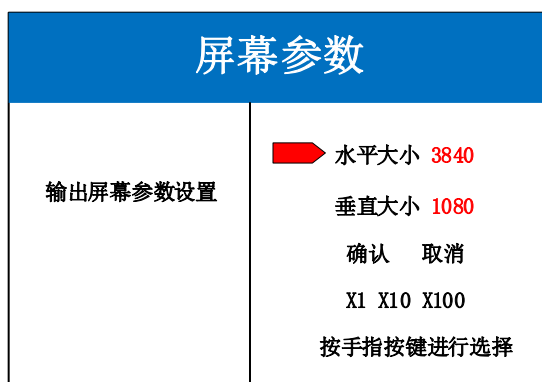 屏幕参数
输出屏幕参数设置
水平大小 3840
垂直大小 1080
确认 取消
X1 X10 X100
按手指按键进行选择